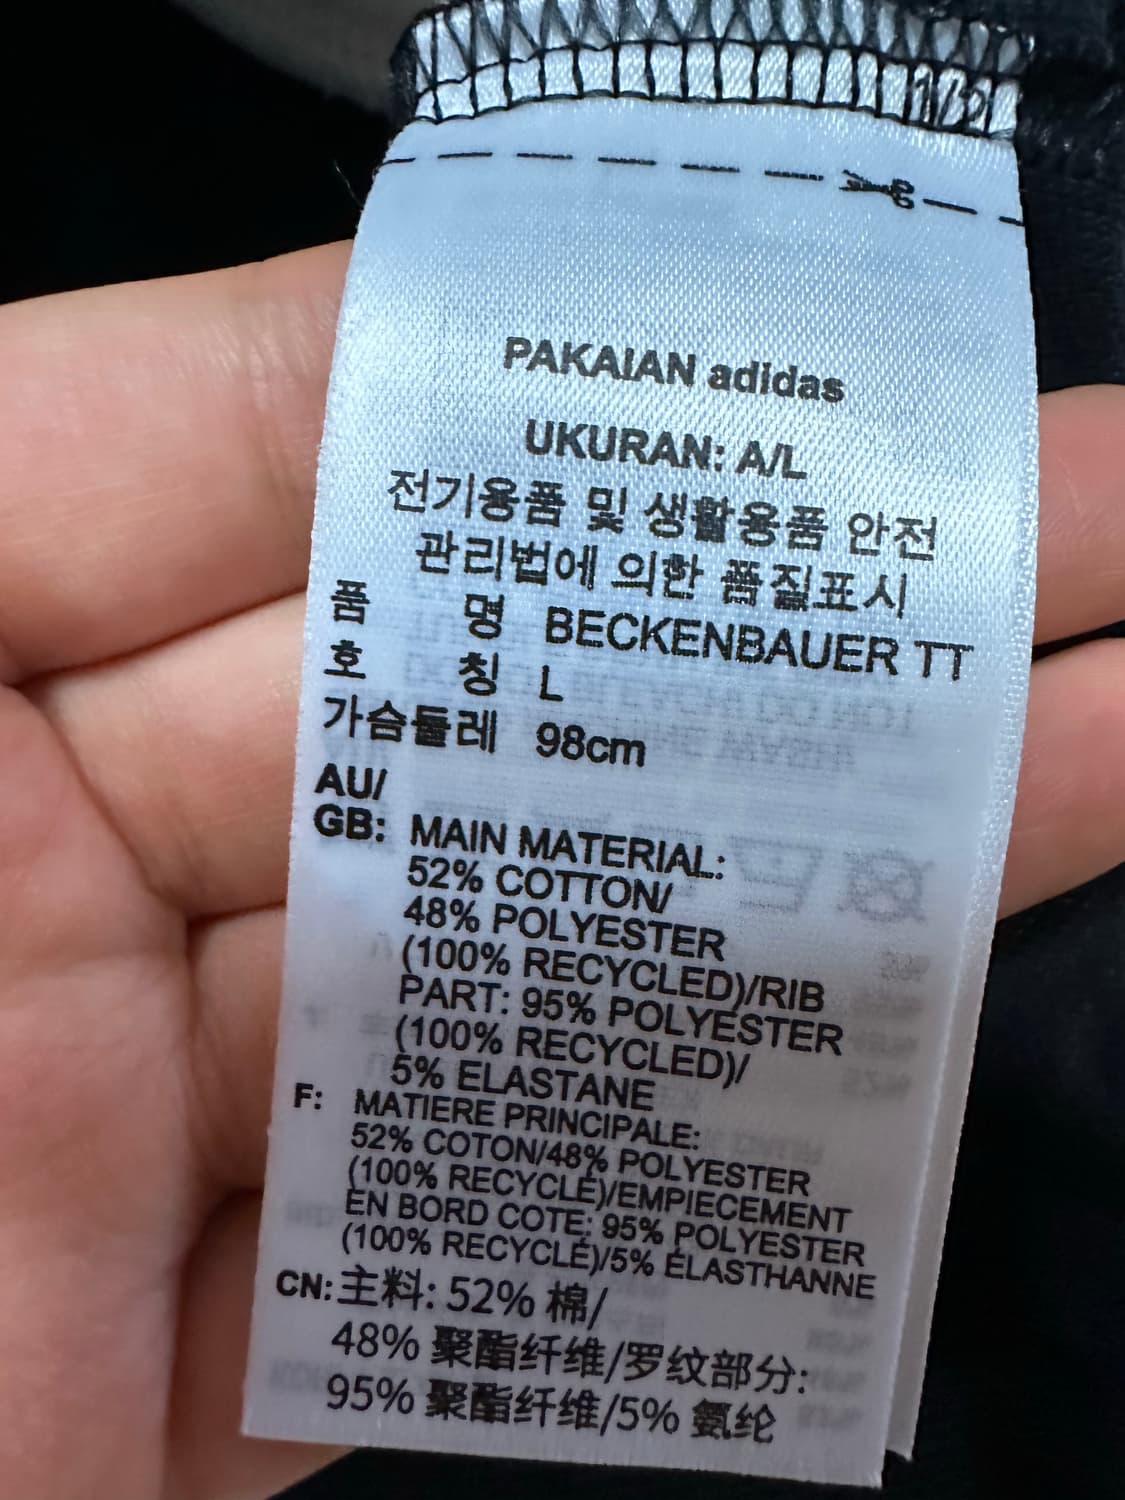 1/2
PAKAIAN adidas
UKURAN: A/L
전기용품 및 생활용품 안전
관리법에 의한 품질표시
품 명 BECKENBAUER TT
호 칭 L
가슴둘레 98cm
AU/
GB: MAIN MATERIAL:
52% COTTON/
48% POLYESTER
(100% RECYCLED)/RIB
PART: 95% POLYESTER
(100% RECYCLED)/
5% ELASTANE
F: MATIERE PRINCIPALE:
52% COTON/48% POLYESTER
(100% RECYCLÉ)/EMPIECEMENT
EN BORD COTE: 95% POLYESTER
(100% RECYCLÉ)/5% ÉLASTHANNE
CN: 主料: 52% 棉/
48% 聚酯纤维/罗纹部分:
95% 聚酯纤维/5% 氨纶